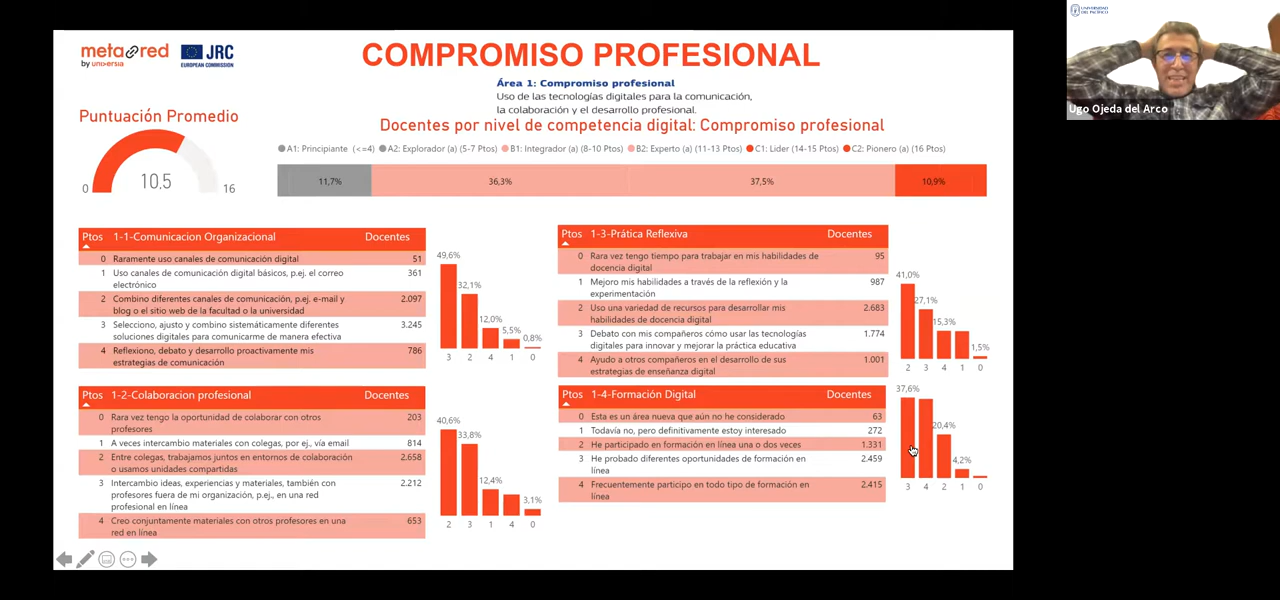 metared
by universia
JRC
EUROPEAN COMMISSION
COMPROMISO PROFESIONAL
Área 1: Compromiso profesional
Uso de las tecnologías digitales para la comunicación,
la colaboración y el desarrollo profesional.
Puntuación Promedio
0
10,5
16
Docentes por nivel de competencia digital: Compromiso profesional
A1: Principiante (<=4) A2: Explorador (a) (5-7 Ptos) B1: Integrador (a) (8-10 Ptos) B2: Experto (a) (11-13 Ptos) C1: Lider (14-15 Ptos) C2: Pionero (a) (16 Ptos)
11,7% 36,3% 37,5% 10,9%
Ptos 1-1-Comunicacion Organizacional Docentes
0 Raramente uso canales de comunicación digital 51
1 Uso canales de comunicación digital básicos, p.ej. el correo 361
electrónico
2 Combino diferentes canales de comunicación, p.ej. e-mail y 2.097
blog o el sitio web de la facultad o la universidad
3 Selecciono, ajusto y combino sistemáticamente diferentes 3.245
soluciones digitales para comunicarme de manera efectiva
4 Reflexiono, debato y desarrollo proactivamente mis 786
estrategias de comunicación
49,6%
32,1%
12,0%
5,5%
0,8%
3 2 4 1 0
Ptos 1-2-Colaboracion profesional Docentes
0 Rara vez tengo la oportunidad de colaborar con otros 203
profesores
1 A veces intercambio materiales con colegas, por ej., vía email 814
2 Entre colegas, trabajamos juntos en entornos de colaboración 2.658
o usamos unidades compartidas
3 Intercambio ideas, experiencias y materiales, también con 2.212
profesores fuera de mi organización, p.ej., en una red
profesional en línea
4 Creo conjuntamente materiales con otros profesores en una 653
red en línea
40,6%
33,8%
12,4%
3,1%
2 3 1 4 0
Ptos 1-3-Prática Reflexiva Docentes
0 Rara vez tengo tiempo para trabajar en mis habilidades de 95
docencia digital
1 Mejoro mis habilidades a través de la reflexión y la 987
experimentación
2 Uso una variedad de recursos para desarrollar mis 2.683
habilidades de docencia digital
3 Debato con mis compañeros cómo usar las tecnologías 1.774
digitales para innovar y mejorar la práctica educativa
4 Ayudo a otros compañeros en el desarrollo de sus 1.001
estrategias de enseñanza digital
41,0%
27,1%
15,3%
1,5%
2 3 4 1 0
Ptos 1-4-Formación Digital Docentes
0 Esta es un área nueva que aún no he considerado 63
1 Todavía no, pero definitivamente estoy interesado 272
2 He participado en formación en línea una o dos veces 1.331
3 He probado diferentes oportunidades de formación en 2.459
línea
4 Frecuentemente participo en todo tipo de formación en 2.415
línea
37,6%
20,4%
4,2%
3 4 2 1 0
UNIVERSIDAD
DEL PACÍFICO
Ugo Ojeda del Arco